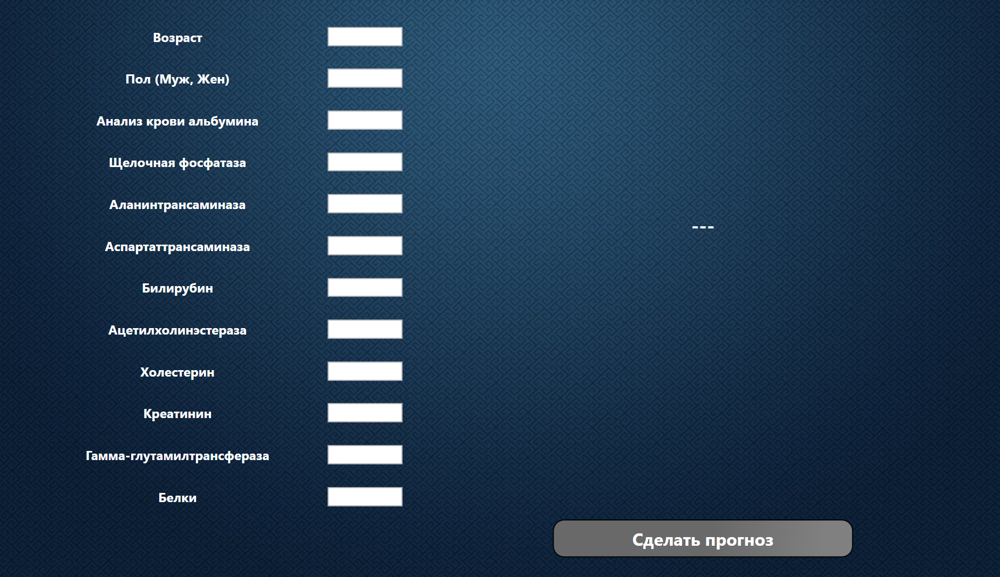 Возраст
Пол (Муж, Жен)
Анализ крови альбумина
Щелочная фосфатаза
Аланинтрансаминаза
Аспартаттрансаминаза
Билирубин
Ацетилхолинэстераза
Холестерин
Креатинин
Гамма-глутамилтрансфераза
Белки
---
Сделать прогноз